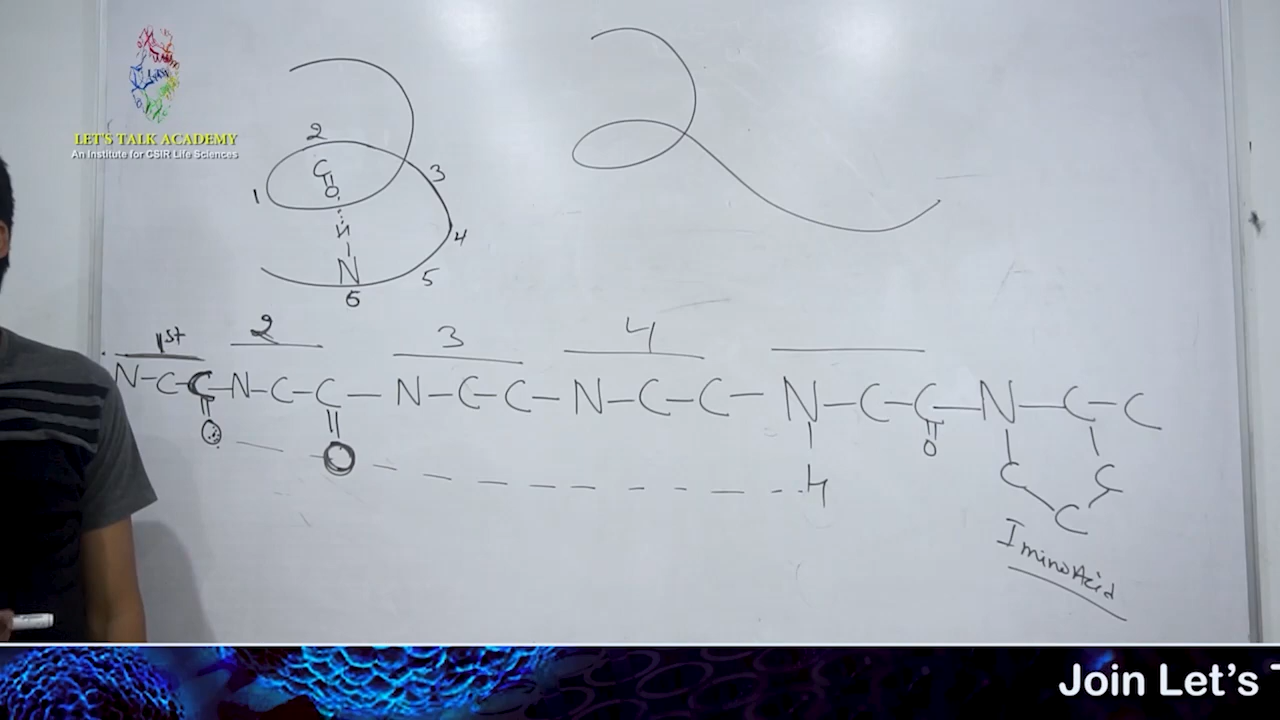 LET'S TALK ACADEMY
An Institute for CSIR Life Sciences
2
C
O
1
3
H
4
N
5
6
1st 2 3 4
N-C-C-N-C-C-N-C-C-N-C-C-N-C-C-N-C-C
O O H O C C
C
Imino Acid
Join Let's T